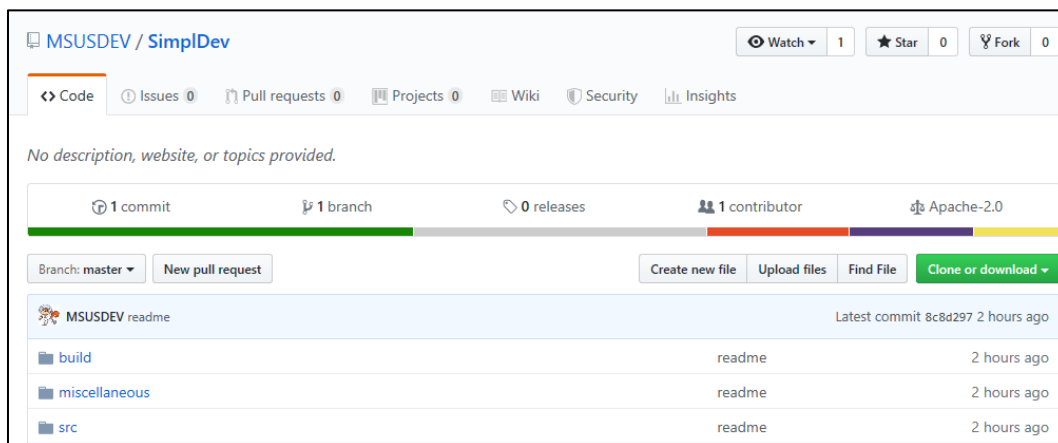 MSUSDEV / SimplDev
Watch 1 Star 0 Fork 0
Code Issues 0 Pull requests 0 Projects 0 Wiki Security Insights
No description, website, or topics provided.
1 commit 1 branch 0 releases 1 contributor Apache-2.0
Branch: master New pull request Create new file Upload files Find File Clone or download
MSUSDEV readme Latest commit 8c8d297 2 hours ago
build readme 2 hours ago
miscellaneous readme 2 hours ago
src readme 2 hours ago